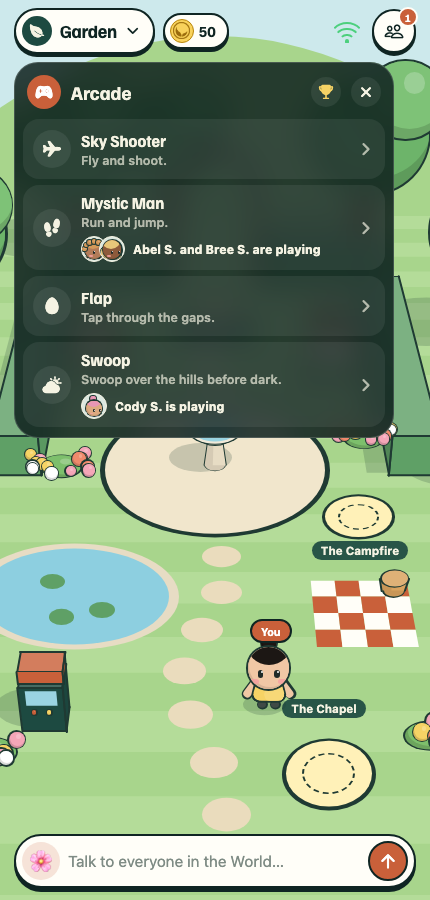 Garden
50
1
Arcade
Sky Shooter
Fly and shoot.
Mystic Man
Run and jump.
Abel S. and Bree S. are playing
Flap
Tap through the gaps.
Swoop
Swoop over the hills before dark.
Cody S. is playing
The Campfire
You
The Chapel
Talk to everyone in the World...